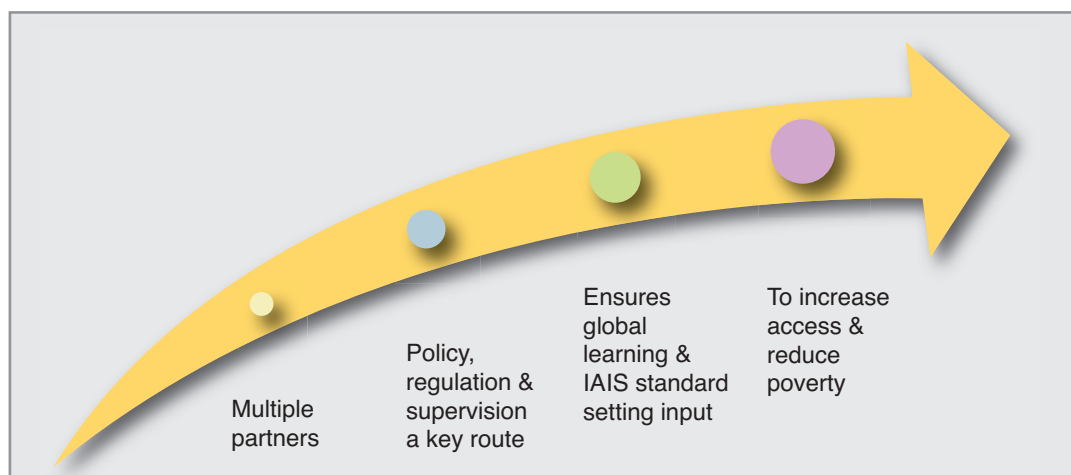 Multiple
partners
Policy,
regulation &
supervision
a key route
Ensures
global
learning &
IAIS standard
setting input
To increase
access &
reduce
poverty